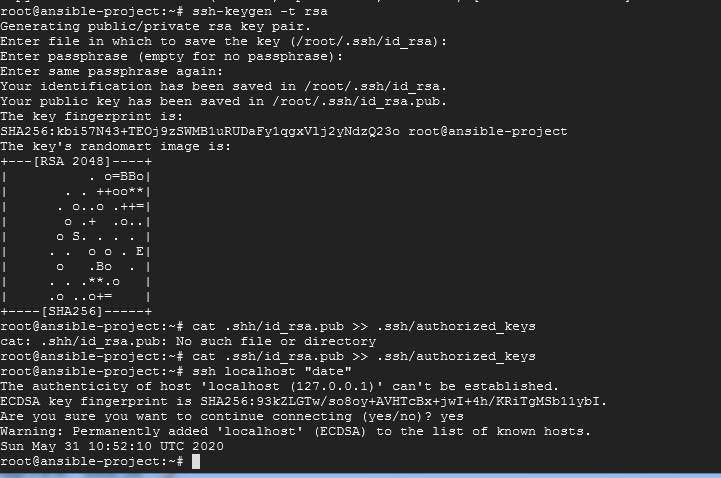 root@ansible-project:~# ssh-keygen -t rsa
Generating public/private rsa key pair.
Enter file in which to save the key (/root/.ssh/id_rsa):
Enter passphrase (empty for no passphrase):
Enter same passphrase again:
Your identification has been saved in /root/.ssh/id_rsa.
Your public key has been saved in /root/.ssh/id_rsa.pub.
The key fingerprint is:
SHA256:kbi57N43+TEOj9zSWMB1uRUDaFy1qgxVlj2yNdzQ23o root@ansible-project
The key's randomart image is:
+---[RSA 2048]----+
|           . o=BBo|
|        . . ++oo**|
|       . o..o .++=|
|        o .+  .o..|
|       o S. . . . |
|      . .  o o . E|
|       o   .Bo  . |
|      . . .**.o   |
|      .o ..o+=    |
+----[SHA256]-----+
root@ansible-project:~# cat .shh/id_rsa.pub >> .ssh/authorized_keys
cat: .shh/id_rsa.pub: No such file or directory
root@ansible-project:~# cat .ssh/id_rsa.pub >> .ssh/authorized_keys
root@ansible-project:~# ssh localhost "date"
The authenticity of host 'localhost (127.0.0.1)' can't be established.
ECDSA key fingerprint is SHA256:93kZLGTw/so8oy+AVHTcBx+jwI+4h/KRiTgMSb11ybI.
Are you sure you want to continue connecting (yes/no)? yes
Warning: Permanently added 'localhost' (ECDSA) to the list of known hosts.
Sun May 31 10:52:10 UTC 2020
root@ansible-project:~#